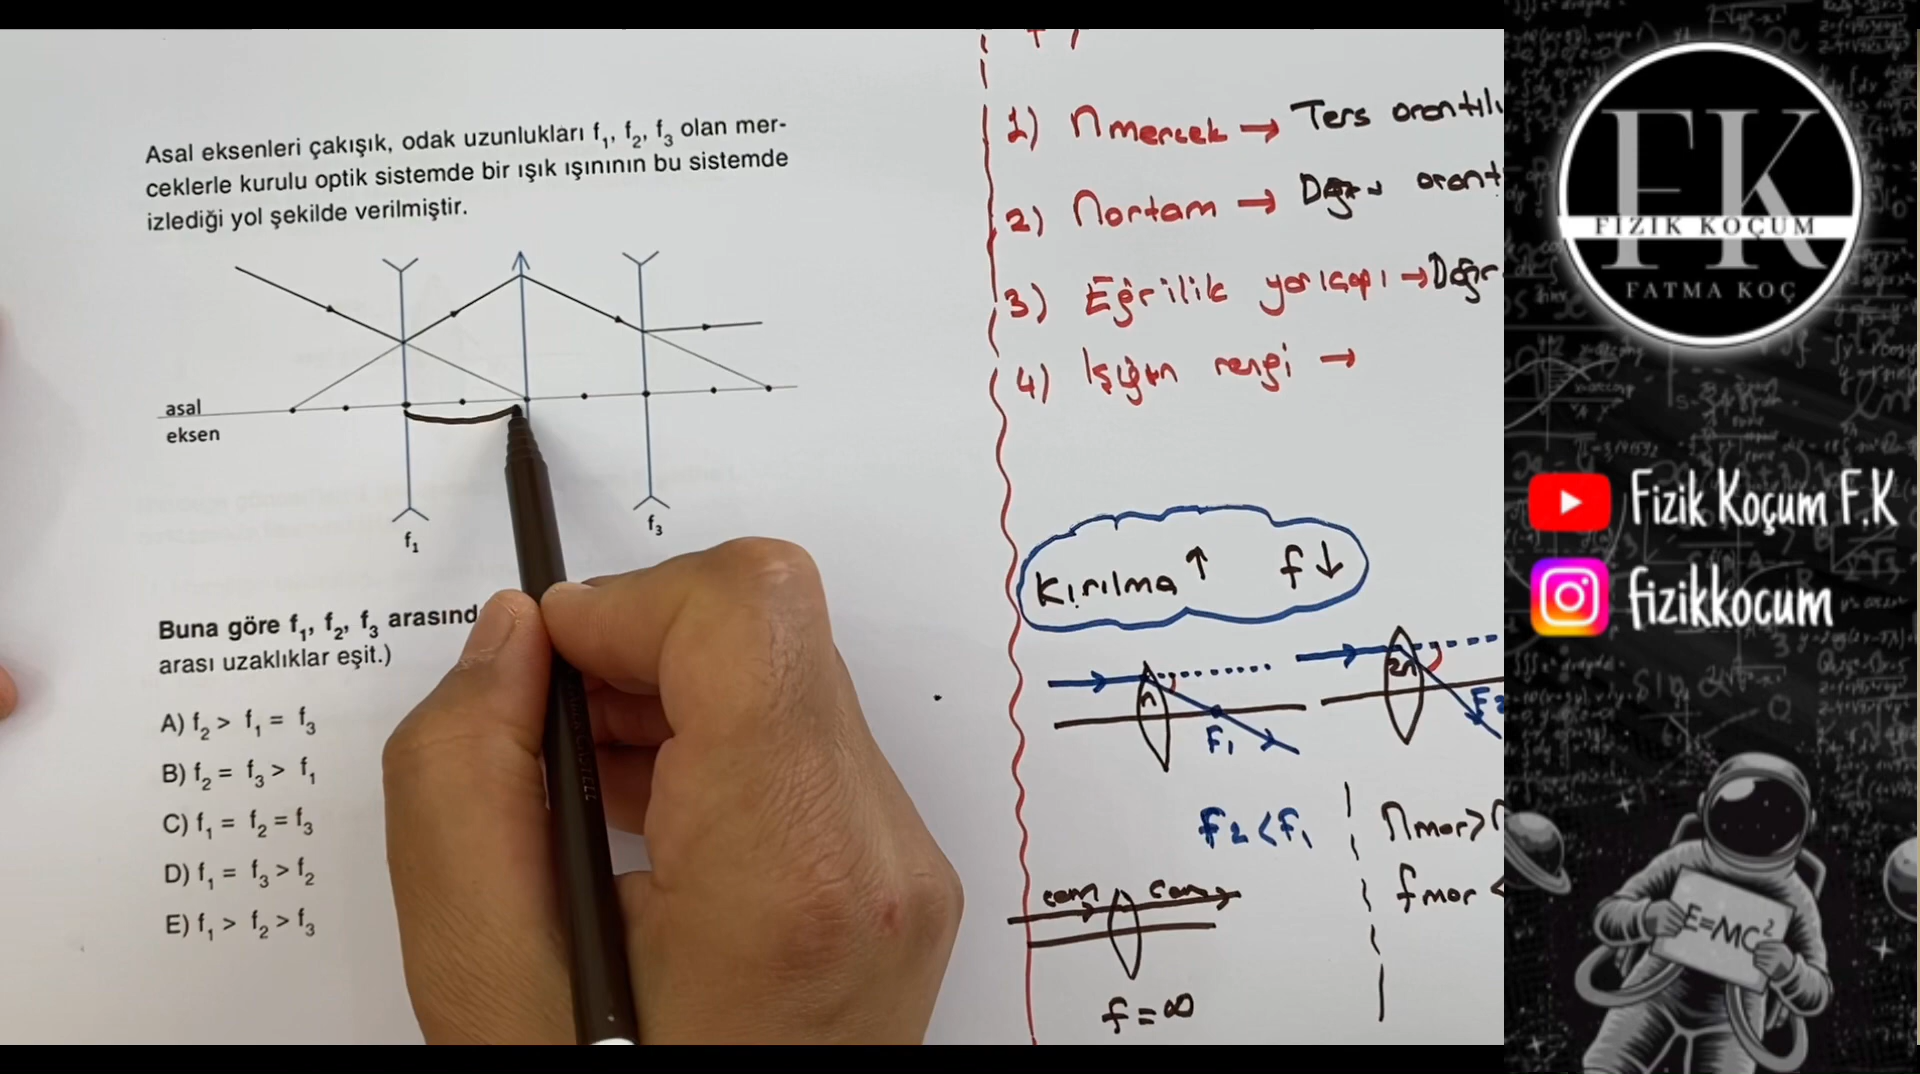 Asal eksenleri çakışık, odak uzunlukları f1, f2, f3 olan mer-
ceklerle kurulu optik sistemde bir ışık ışınının bu sistemde
izlediği yol şekilde verilmiştir.
asal
eksen
f1
f3
Buna göre f1, f2, f3 arasınd
arası uzaklıklar eşit.)
A) f2 > f1 = f3
B) f2 = f3 > f1
C) f1 = f2 = f3
D) f1 = f3 > f2
E) f1 > f2 > f3
1) nmercek → Ters orantılı
2) nortam → Doğru orant
3) Eğrilik yarıçapı → Doğr
4) Işığın rengi →
Kırılma ↑ f ↓
n
F1
2n
F2
f2 < f1
nmor >
fmor <
cam cam
f = ∞
FK
FİZİK KOÇUM
FATMA KOÇ
Fizik Koçum F.K
fizikkocum
E=MC²